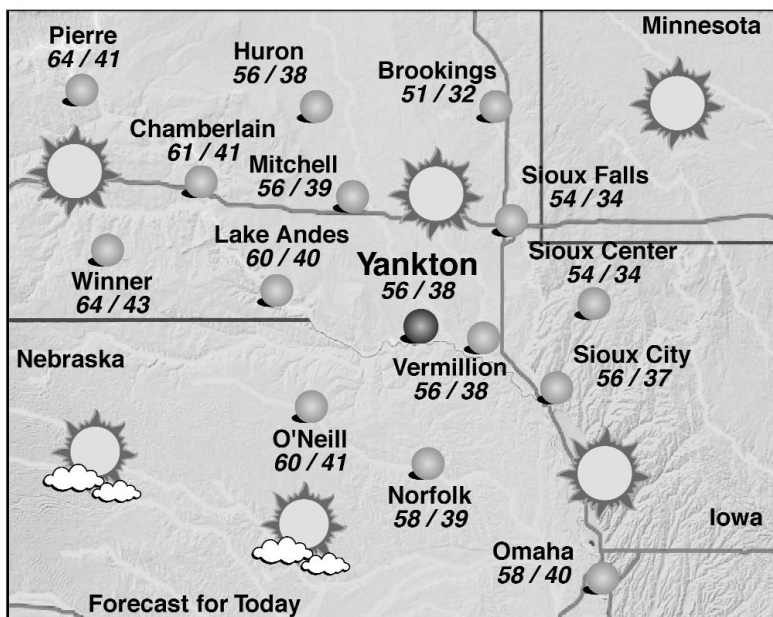 Pierre
64 / 41
Huron
56 / 38
Brookings
51 / 32
Minnesota
Chamberlain
61 / 41
Mitchell
56 / 39
Sioux Falls
54 / 34
Winner
64 / 43
Lake Andes
60 / 40
Yankton
56 / 38
Sioux Center
54 / 34
Nebraska
Vermillion
56 / 38
Sioux City
56 / 37
O'Neill
60 / 41
Norfolk
58 / 39
Iowa
Omaha
58 / 40
Forecast for Today